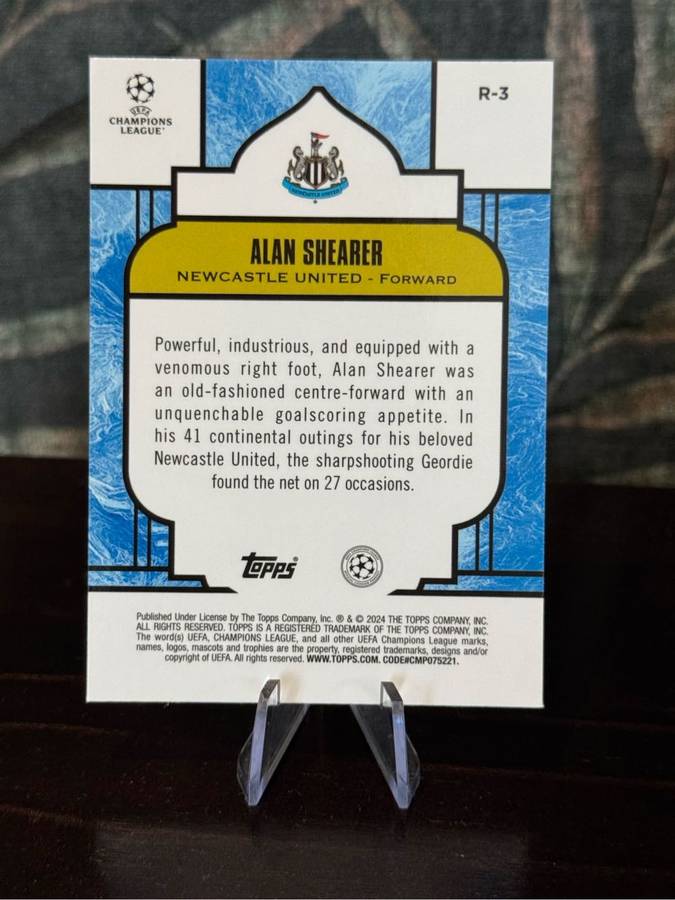 UEFA
CHAMPIONS
LEAGUE
R-3
NEWCASTLE UNITED
ALAN SHEARER
NEWCASTLE UNITED - FORWARD
Powerful, industrious, and equipped with a
venomous right foot, Alan Shearer was
an old-fashioned centre-forward with an
unquenchable goalscoring appetite. In
his 41 continental outings for his beloved
Newcastle United, the sharpshooting Geordie
found the net on 27 occasions.
topps
Published Under License by The Topps Company, Inc. ® & © 2024 THE TOPPS COMPANY, INC.
ALL RIGHTS RESERVED. TOPPS IS A REGISTERED TRADEMARK OF THE TOPPS COMPANY, INC.
The word(s) UEFA, CHAMPIONS LEAGUE, and all other UEFA Champions League marks,
names, logos, mascots and trophies are the property, registered trademarks, designs and/or
copyright of UEFA. All rights reserved. WWW.TOPPS.COM. CODE#CMP075221.